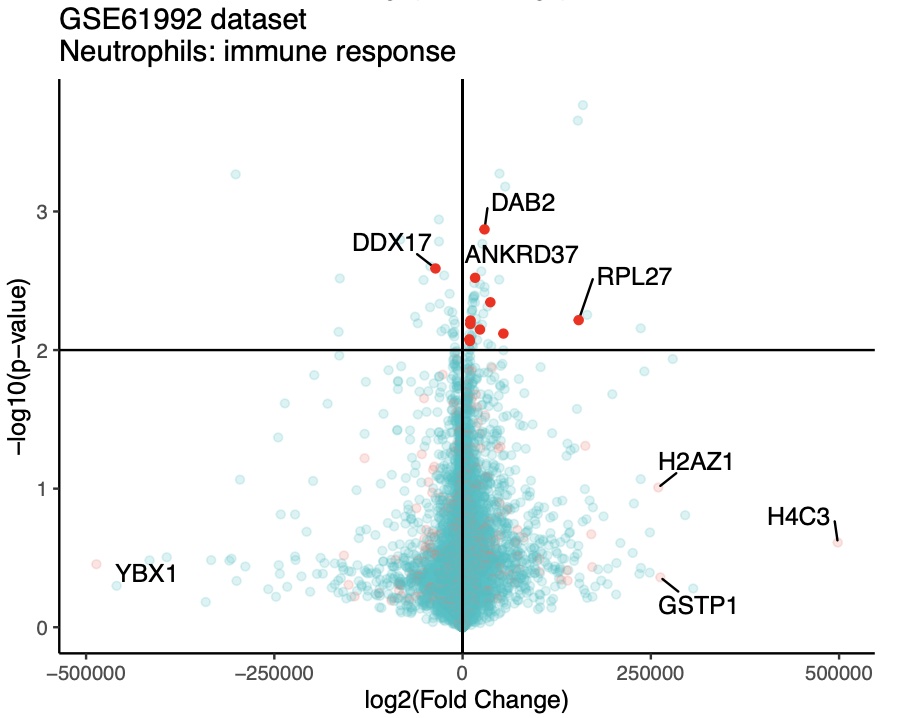 GSE61992 dataset
Neutrophils: immune response
DAB2
DDX17
ANKRD37
RPL27
H2AZ1
H4C3
YBX1
GSTP1
3
2
1
0
−log10(p−value)
−500000
−250000
0
250000
500000
log2(Fold Change)